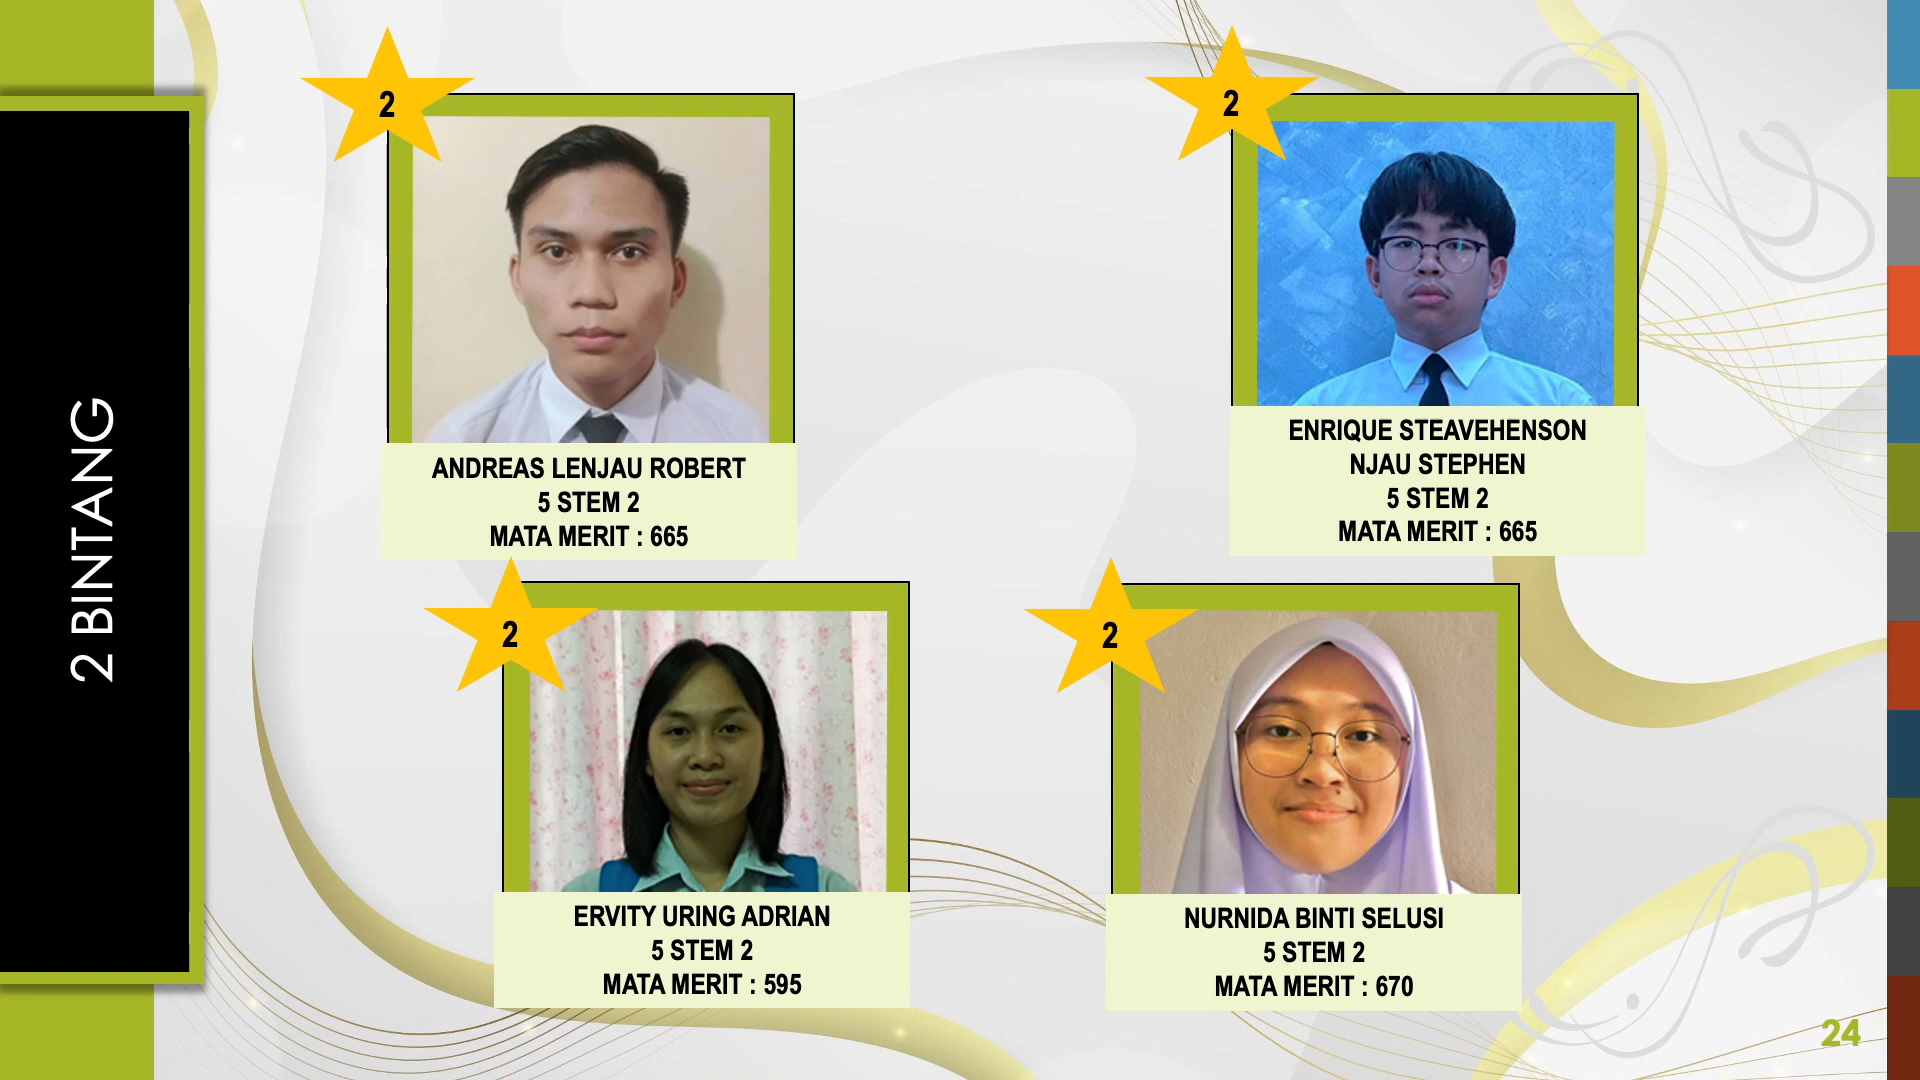 2 BINTANG
2
ANDREAS LENJAU ROBERT
5 STEM 2
MATA MERIT : 665
2
ENRIQUE STEAVEHENSON
NJAU STEPHEN
5 STEM 2
MATA MERIT : 665
2
ERVITY URING ADRIAN
5 STEM 2
MATA MERIT : 595
2
NURNIDA BINTI SELUSI
5 STEM 2
MATA MERIT : 670
24